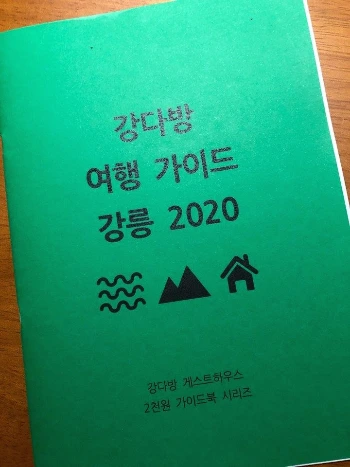 강다방
여행 가이드
강릉 2020
강다방 게스트하우스
2천원 가이드북 시리즈